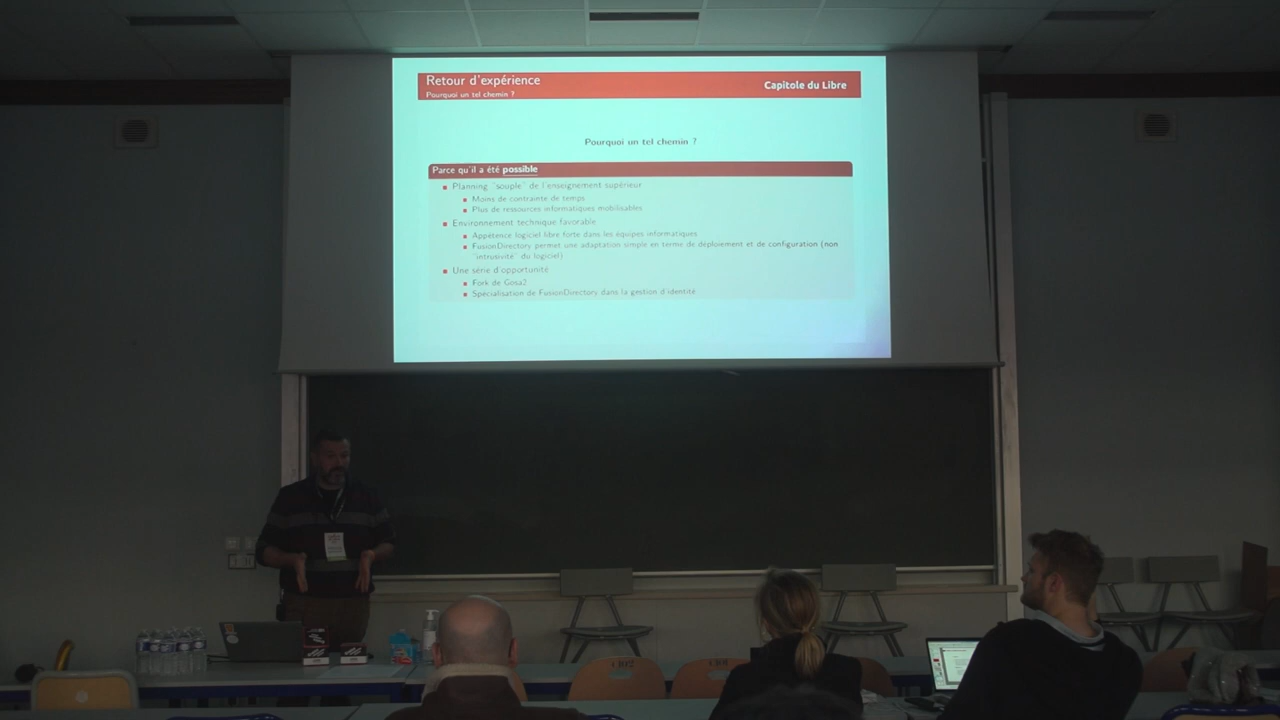 Retour d'expérience
Pourquoi un tel chemin ?
Capitole du Libre
Pourquoi un tel chemin ?
Parce qu'il a été possible
Planning "souple" de l'enseignement supérieur
Moins de contrainte de temps
Plus de ressources informatiques mobilisables
Environnement technique favorable
Appétence logiciel libre forte dans les équipes informatiques
FusionDirectory permet une adaptation simple en terme de déploiement et de configuration (non
"intrusivité" du logiciel)
Une série d'opportunité
Fork de Gosa2
Spécialisation de FusionDirectory dans la gestion d'identité